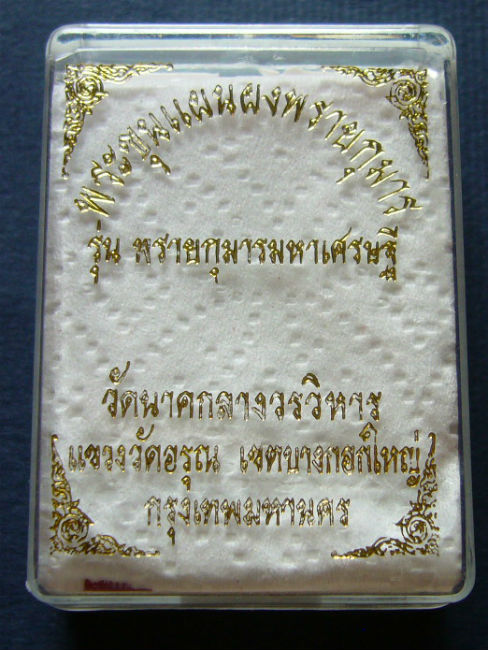 พระขุนแผนผงพรายกุมาร
รุ่น พรายกุมารมหาเศรษฐี
วัดนาคกลางวรวิหาร
แขวงวัดอรุณ เขตบางกอกใหญ่
กรุงเทพมหานคร